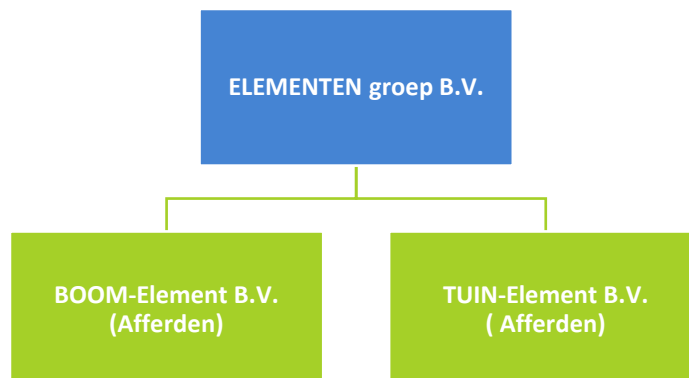 ELEMENTEN groep B.V.
BOOM-Element B.V.
(Afferden)
TUIN-Element B.V.
( Afferden)